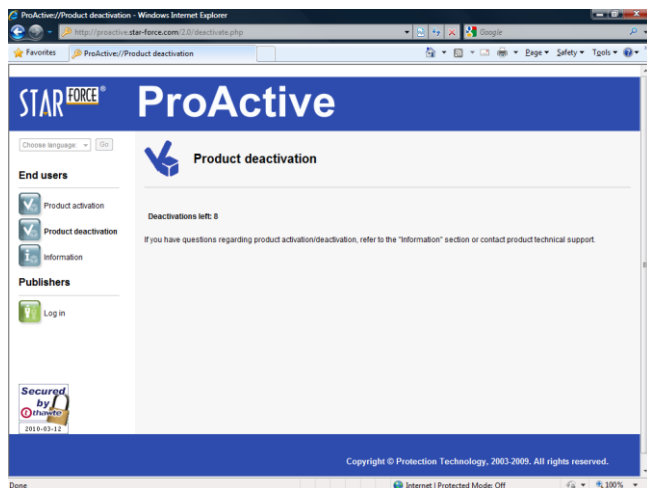 ProActive://Product deactivation - Windows Internet Explorer
http://proactive.star-force.com/2.0/deactivate.php
Google
Favorites
ProActive://Product deactivation
Page
Safety
Tools
STAR FORCE®
ProActive
Choose language:
Go
Product deactivation
End users
Product activation
Deactivations left: 8
Product deactivation
If you have questions regarding product activation/deactivation, refer to the "Information" section or contact product technical support.
Information
Publishers
Log in
Secured
by
thawte
2010-03-12
Copyright © Protection Technology, 2003-2009. All rights reserved.
Done
Internet | Protected Mode: Off
100%